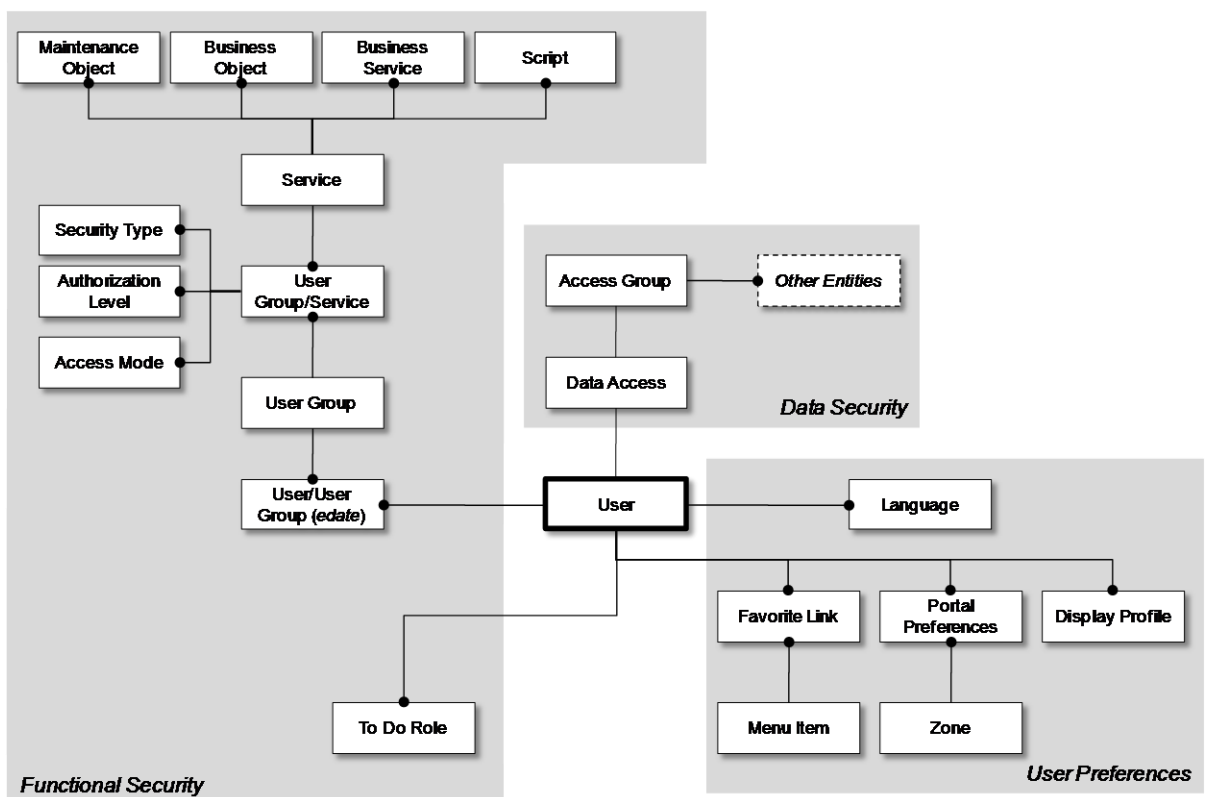 Maintenance
Object
Business
Object
Business
Service
Script
Service
Security Type
Authorization
Level
Access Mode
User
Group/Service
User Group
User/User
Group (edate)
To Do Role
Functional Security
Access Group
Other Entities
Data Access
Data Security
User
Language
Favorite Link
Portal
Preferences
Display Profile
Menu Item
Zone
User Preferences